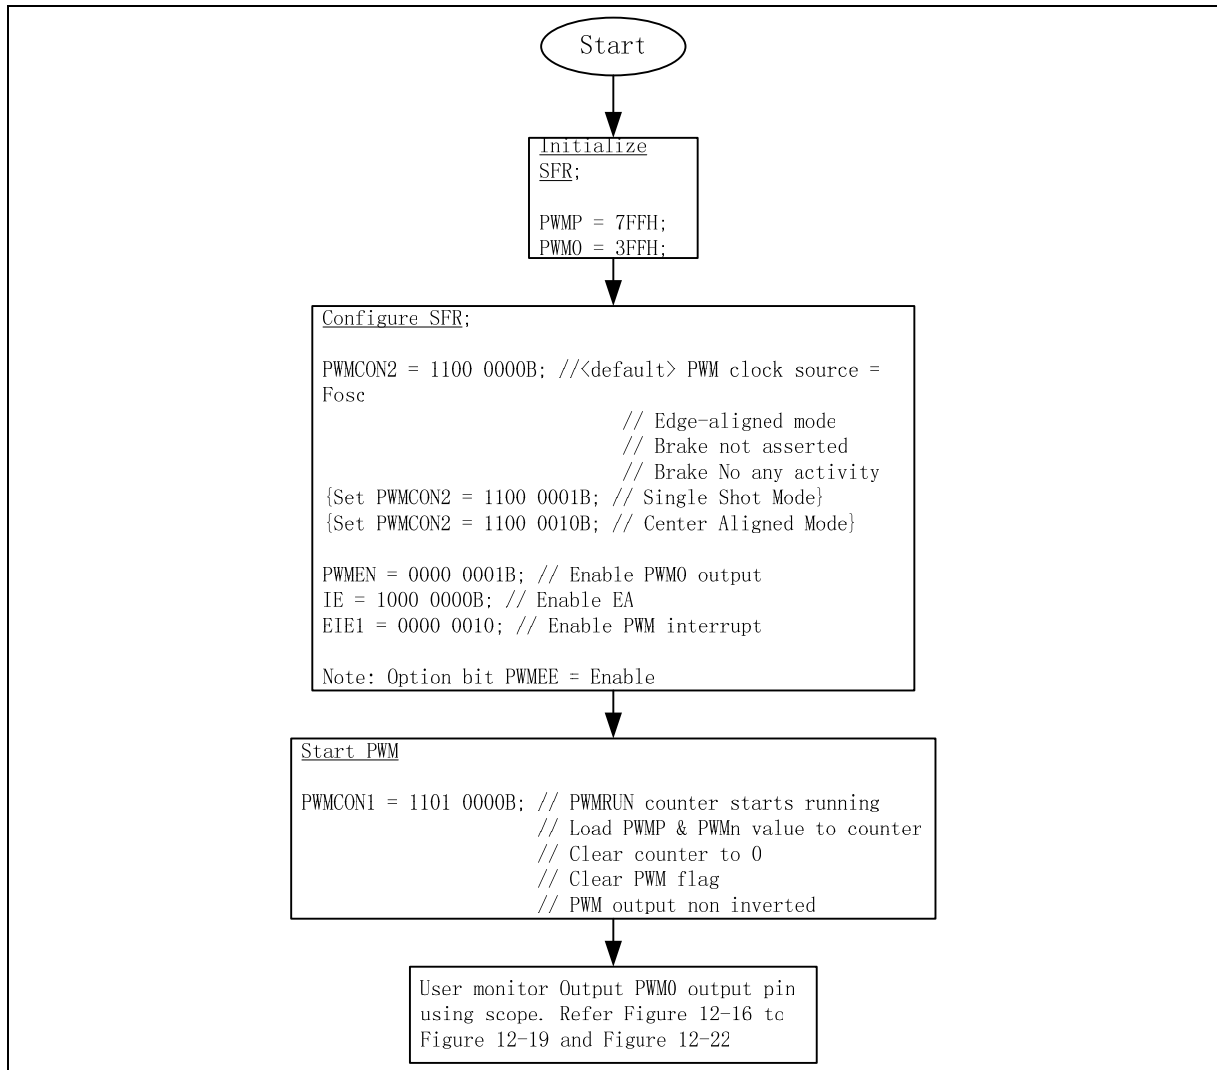 Start
Initialize
SFR;
PWMP = 7FFH;
PWM0 = 3FFH;
Configure SFR;
PWMCON2 = 1100 0000B; //<default> PWM clock source =
Fosc
// Edge-aligned mode
// Brake not asserted
// Brake No any activity
{Set PWMCON2 = 1100 0001B; // Single Shot Mode}
{Set PWMCON2 = 1100 0010B; // Center Aligned Mode}
PWMEN = 0000 0001B; // Enable PWM0 output
IE = 1000 0000B; // Enable EA
EIE1 = 0000 0010; // Enable PWM interrupt
Note: Option bit PWMEE = Enable
Start PWM
PWMCON1 = 1101 0000B; // PWMRUN counter starts running
// Load PWMP & PWMn value to counter
// Clear counter to 0
// Clear PWM flag
// PWM output non inverted
User monitor Output PWM0 output pin
using scope. Refer Figure 12-16 to
Figure 12-19 and Figure 12-22